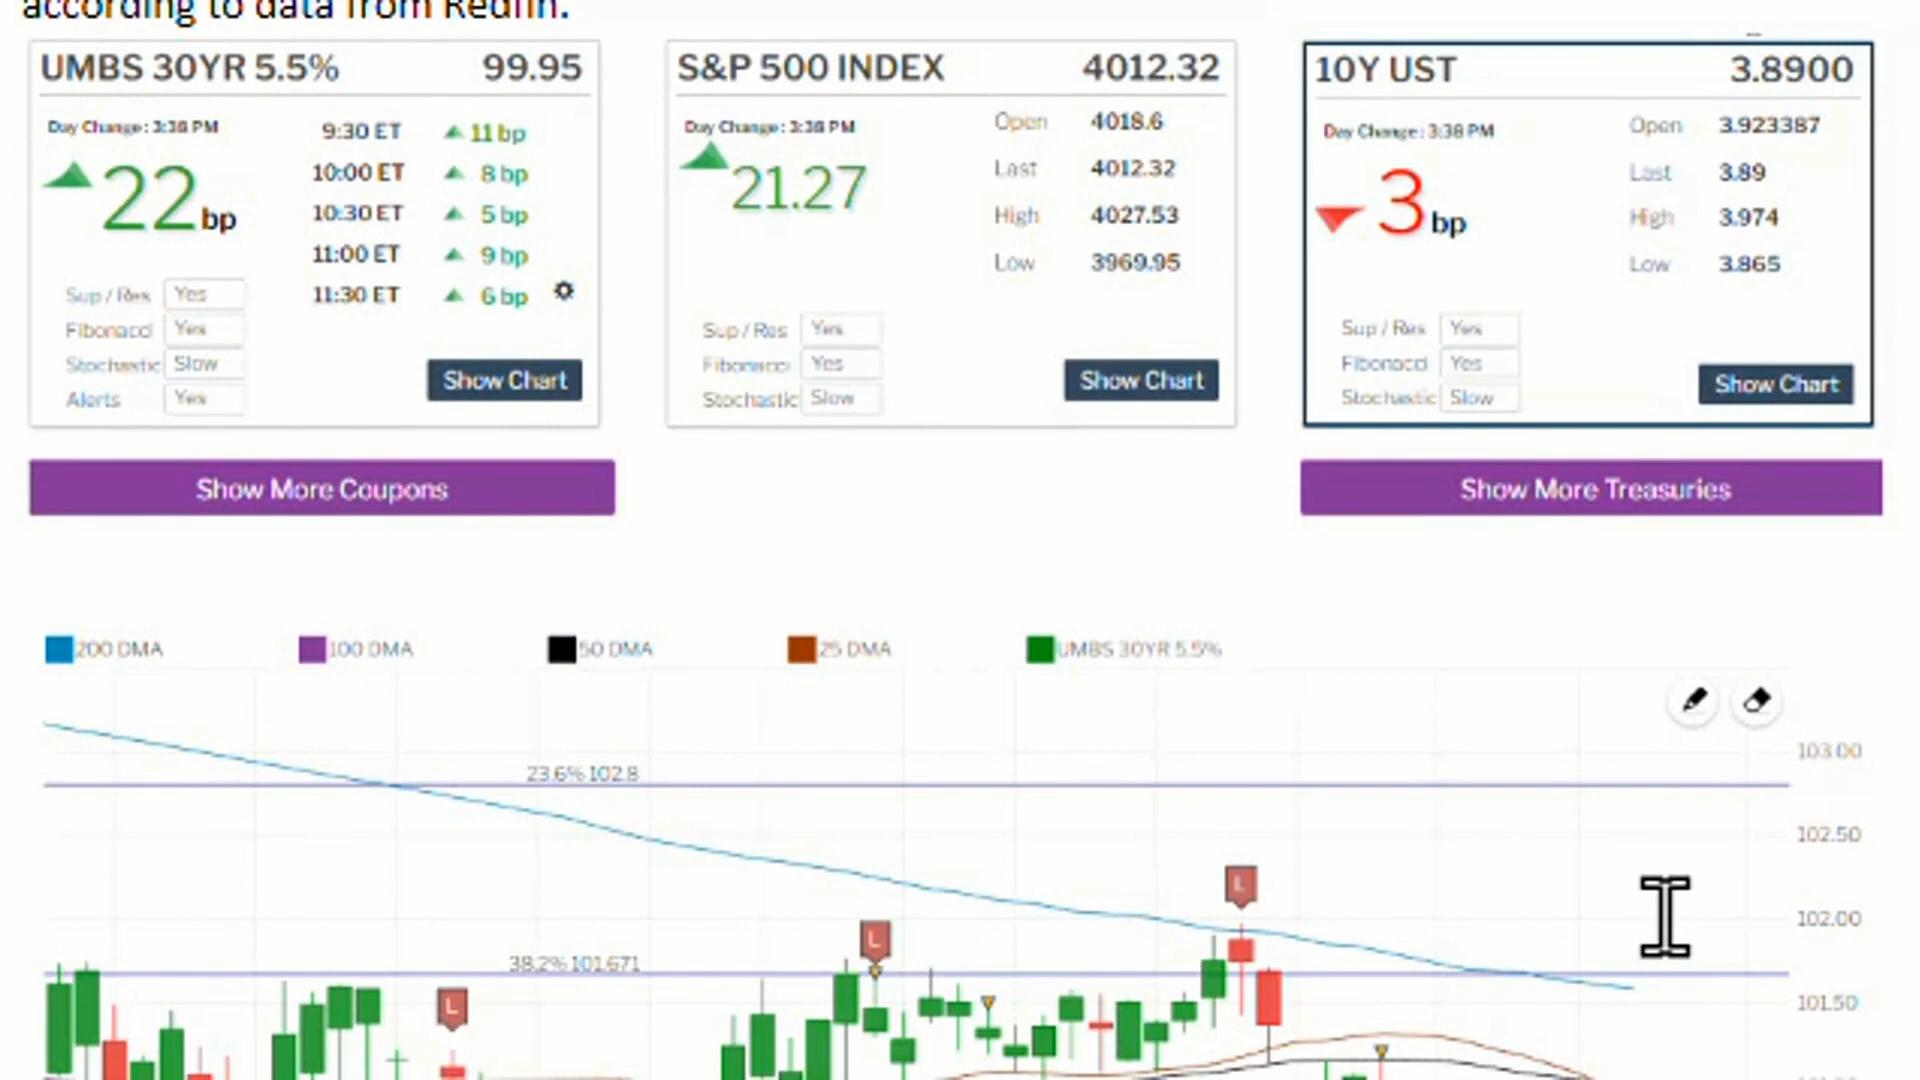 according to data from Redfin.
UMBS 30YR 5.5% 99.95
Day Change: 3:38 PM
22 bp
9:30 ET 11 bp
10:00 ET 8 bp
10:30 ET 5 bp
11:00 ET 9 bp
11:30 ET 6 bp
Sup / Res Yes
Fibonacci Yes
Stochastic Slow
Alerts Yes
Show Chart
S&P 500 INDEX 4012.32
Day Change: 3:38 PM
21.27
Open 4018.6
Last 4012.32
High 4027.53
Low 3969.95
Sup / Res Yes
Fibonacci Yes
Stochastic Slow
Show Chart
10Y UST 3.8900
Day Change: 3:38 PM
3 bp
Open 3.923387
Last 3.89
High 3.974
Low 3.865
Sup / Res Yes
Fibonacci Yes
Stochastic Slow
Show Chart
Show More Coupons
Show More Treasuries
200 DMA 100 DMA 50 DMA 25 DMA UMBS 30YR 5.5%
103.00
23.6% 102.8
102.50
L
102.00
L
38.2% 101.671
L
101.50